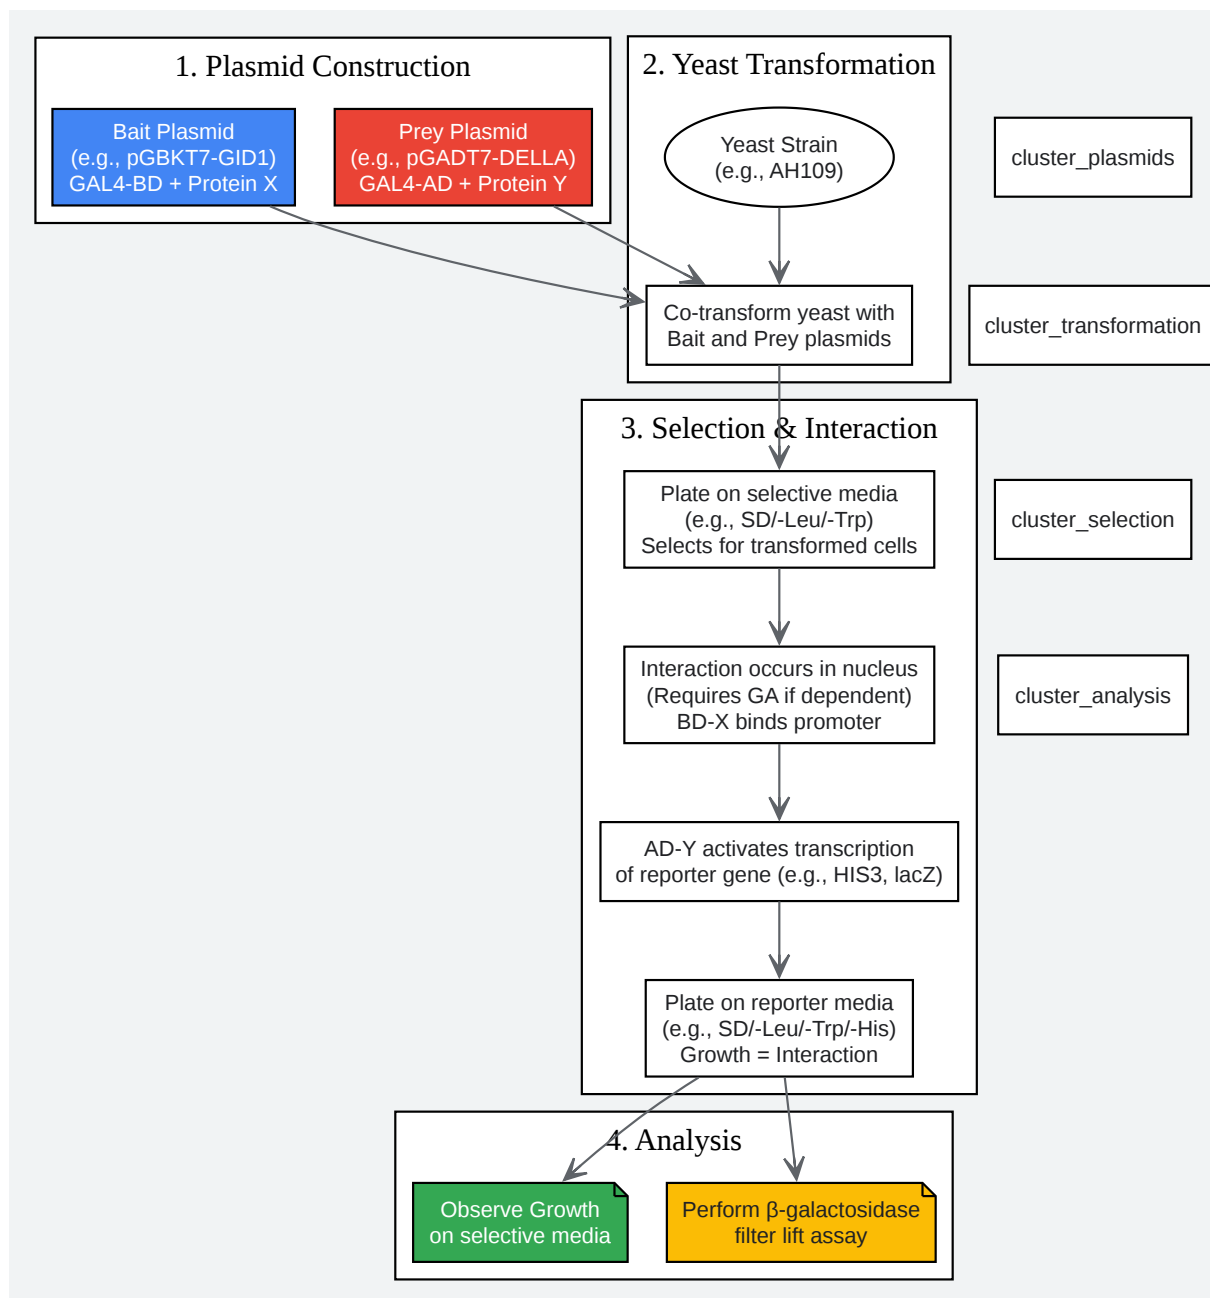 1. Plasmid Construction
Bait Plasmid
(e.g., pGBKT7-GID1)
GAL4-BD + Protein X
Prey Plasmid
(e.g., pGADT7-DELLA)
GAL4-AD + Protein Y
2. Yeast Transformation
Yeast Strain
(e.g., AH109)
cluster_plasmids
Co-transform yeast with
Bait and Prey plasmids
cluster_transformation
3. Selection & Interaction
Plate on selective media
(e.g., SD/-Leu/-Trp)
Selects for transformed cells
cluster_selection
Interaction occurs in nucleus
(Requires GA if dependent)
BD-X binds promoter
cluster_analysis
AD-Y activates transcription
of reporter gene (e.g., HIS3, lacZ)
Plate on reporter media
(e.g., SD/-Leu/-Trp/-His)
Growth = Interaction
4. Analysis
Observe Growth
on selective media
Perform β-galactosidase
filter lift assay